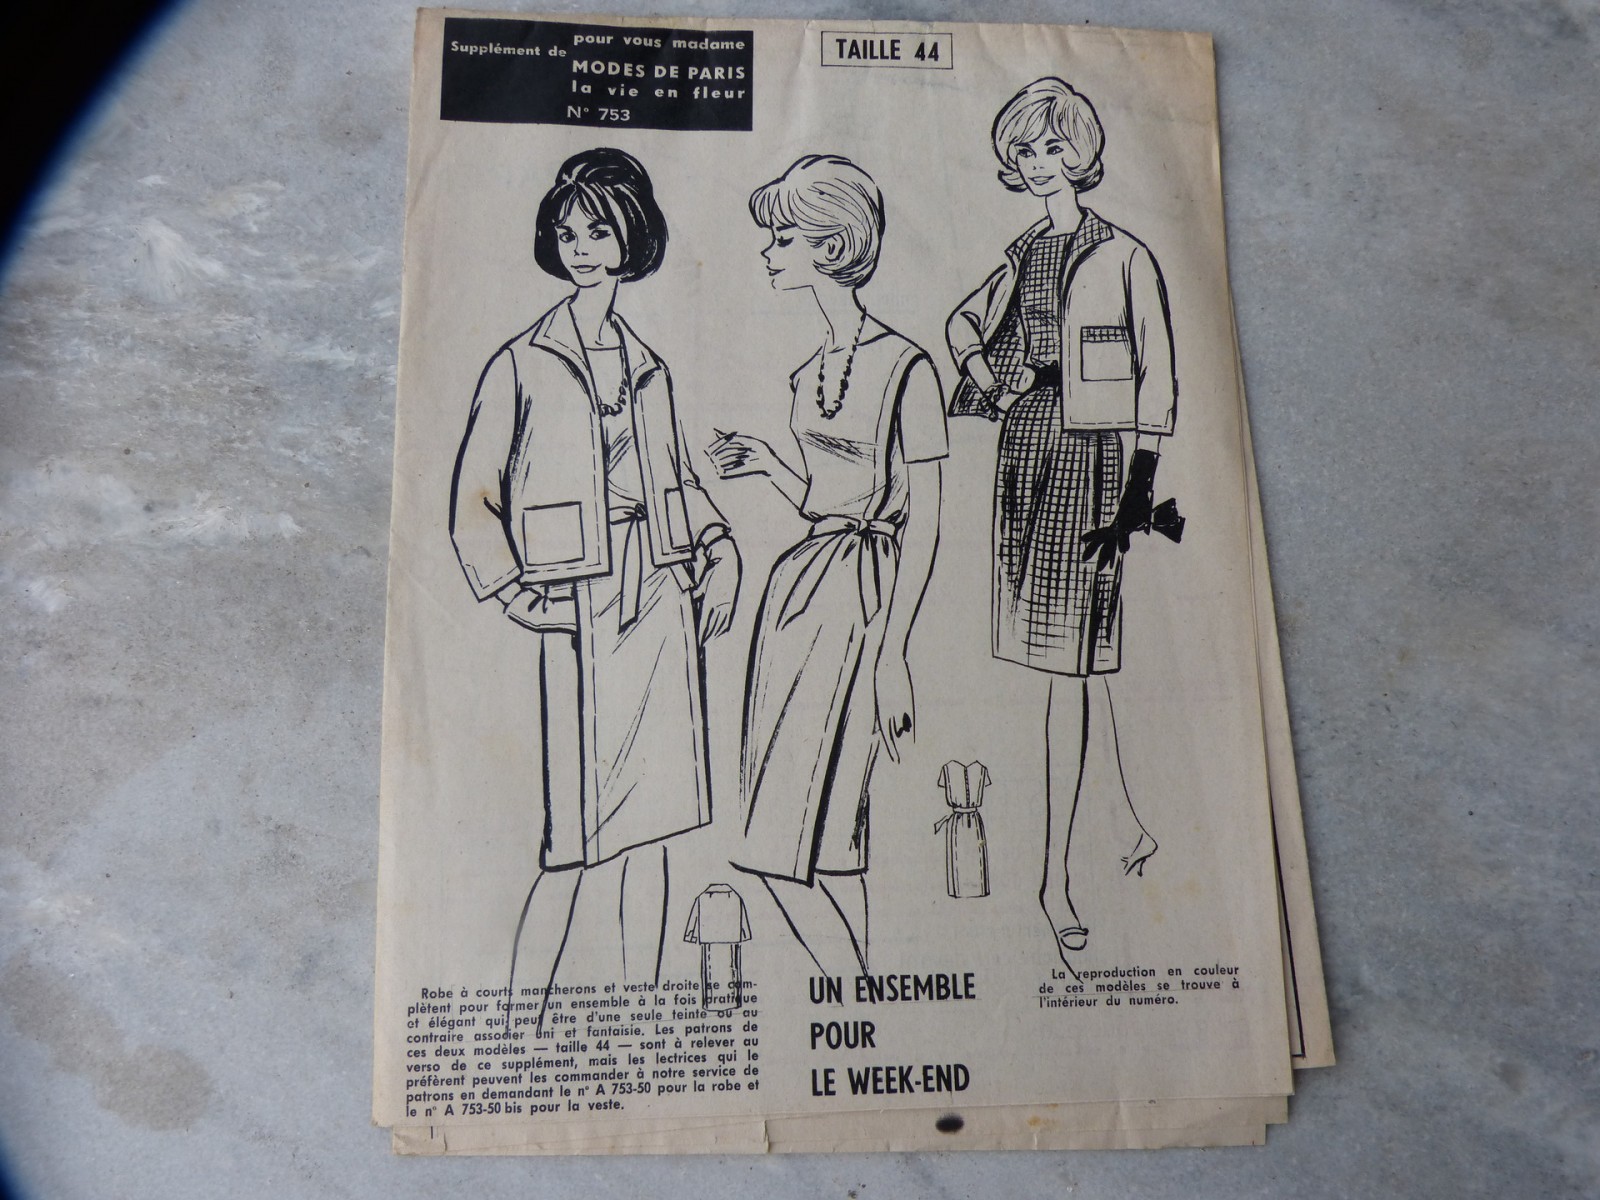 Supplément de pour vous madame
MODES DE PARIS
la vie en fleur
N° 753
TAILLE 44
Robe à courts mancherons et veste droite se com-
plètent pour former un ensemble à la fois pratique
et élégant qui peut être d'une seule teinte ou au
contraire associer uni et fantaisie. Les patrons de
ces deux modèles — taille 44 — sont à relever au
verso de ce supplément, mais les lectrices qui le
préfèrent peuvent les commander à notre service de
patrons en demandant le n° A 753-50 pour la robe et
le n° A 753-50 bis pour la veste.
UN ENSEMBLE
POUR
LE WEEK-END
La reproduction en couleur
de ces modèles se trouve à
l'intérieur du numéro.